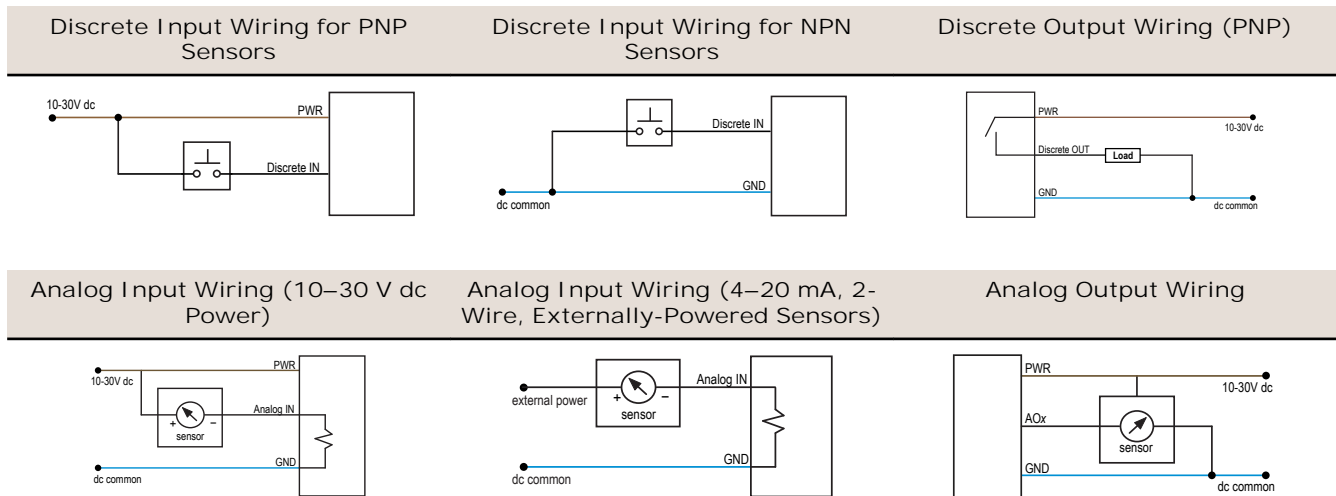 Discrete Input Wiring for PNP
Sensors
Discrete Input Wiring for NPN
Sensors
Discrete Output Wiring (PNP)
10-30V dc
PWR
Discrete IN
Discrete IN
GND
dc common
PWR
10-30V dc
Discrete OUT
Load
GND
dc common
Analog Input Wiring (10–30 V dc
Power)
Analog Input Wiring (4–20 mA, 2-
Wire, Externally-Powered Sensors)
Analog Output Wiring
PWR
10-30V dc
Analog IN
+ –
sensor
GND
dc common
Analog IN
external power
+ –
sensor
GND
dc common
PWR
10-30V dc
AOx
sensor
GND
dc common